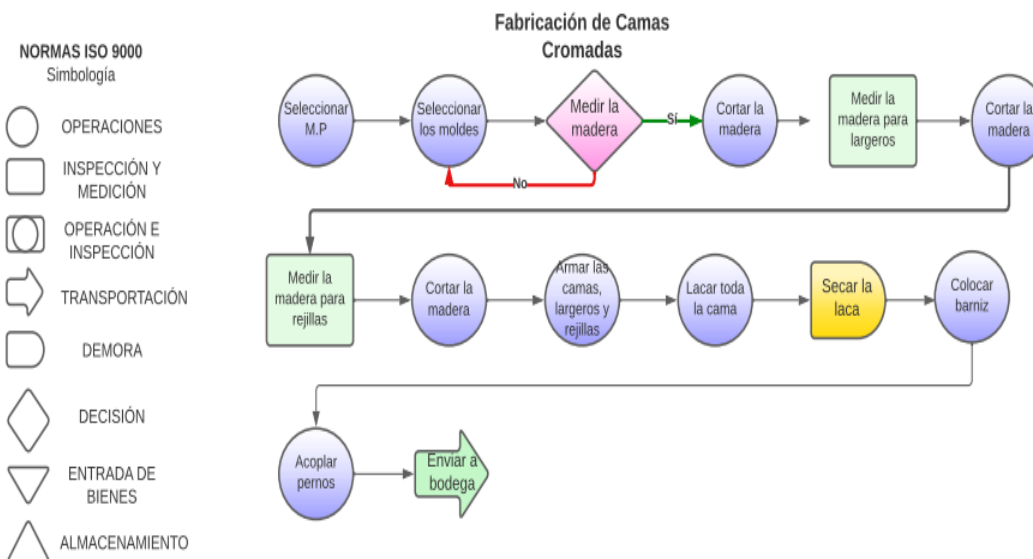 Fabricación de Camas
Cromadas
NORMAS ISO 9000
Simbología
OPERACIONES
INSPECCIÓN Y
MEDICIÓN
OPERACIÓN E
INSPECCIÓN
TRANSPORTACIÓN
DEMORA
DECISIÓN
ENTRADA DE
BIENES
ALMACENAMIENTO
Seleccionar
M.P
Seleccionar
los moldes
Medir la
madera
Sí
No
Cortar la
madera
Medir la
madera para
largeros
Cortar la
madera
Medir la
madera para
rejillas
Cortar la
madera
Armar las
camas,
largeros y
rejillas
Lacar toda
la cama
Secar la
laca
Colocar
barniz
Acoplar
pernos
Enviar a
bodega